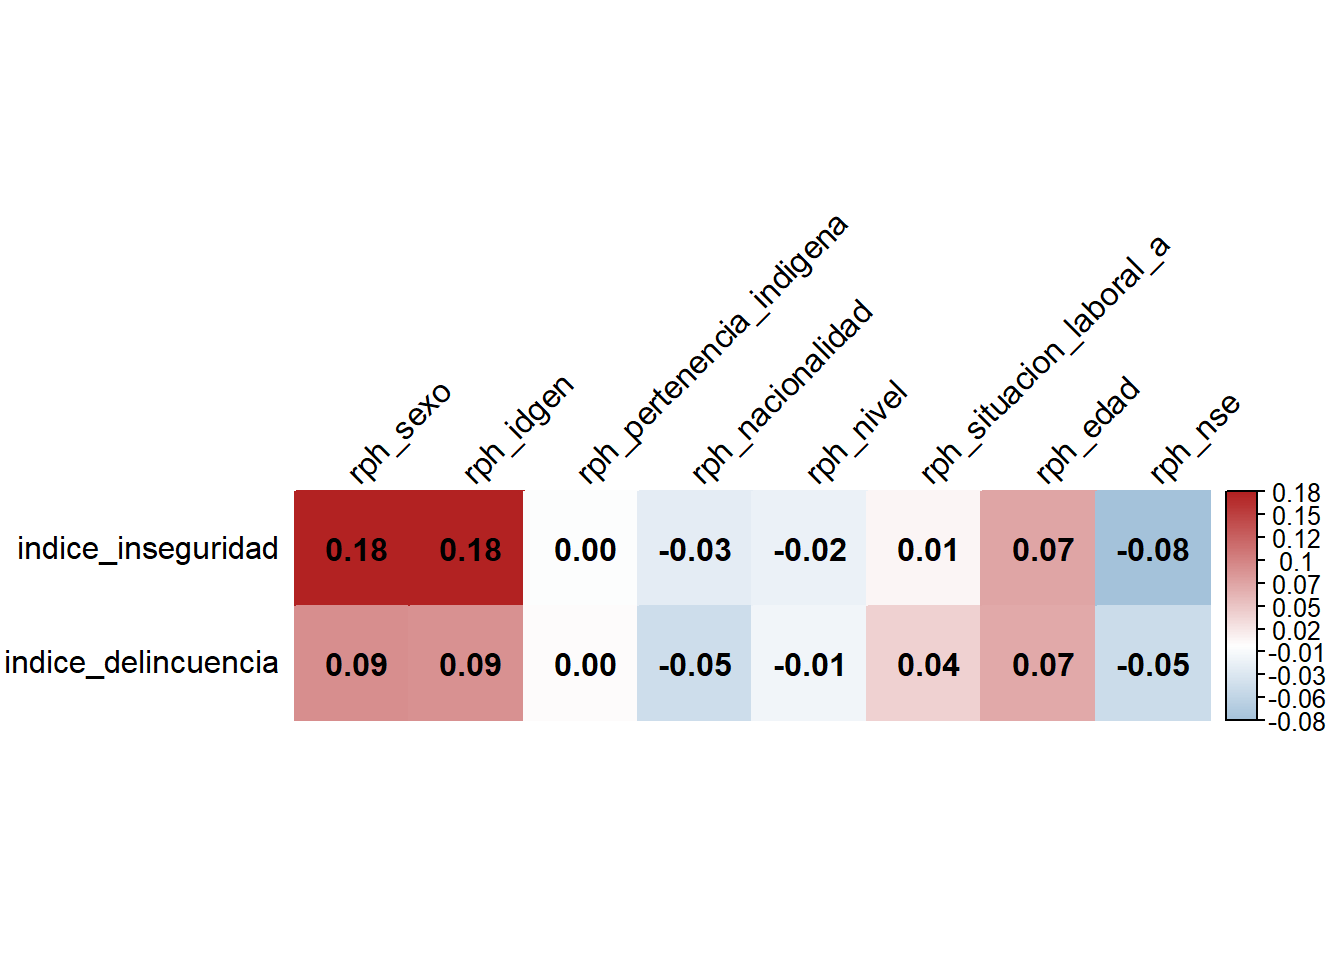 rph_sexo
rph_idgen
rph_pertenencia_indigena
rph_nacionalidad
rph_nivel
rph_situacion_laboral_a
rph_edad
rph_nse
indice_inseguridad 0.18 0.18 0.00 -0.03 -0.02 0.01 0.07 -0.08
indice_delincuencia 0.09 0.09 0.00 -0.05 -0.01 0.04 0.07 -0.05
0.18
0.15
0.12
0.1
0.07
0.05
0.02
-0.01
-0.03
-0.06
-0.08